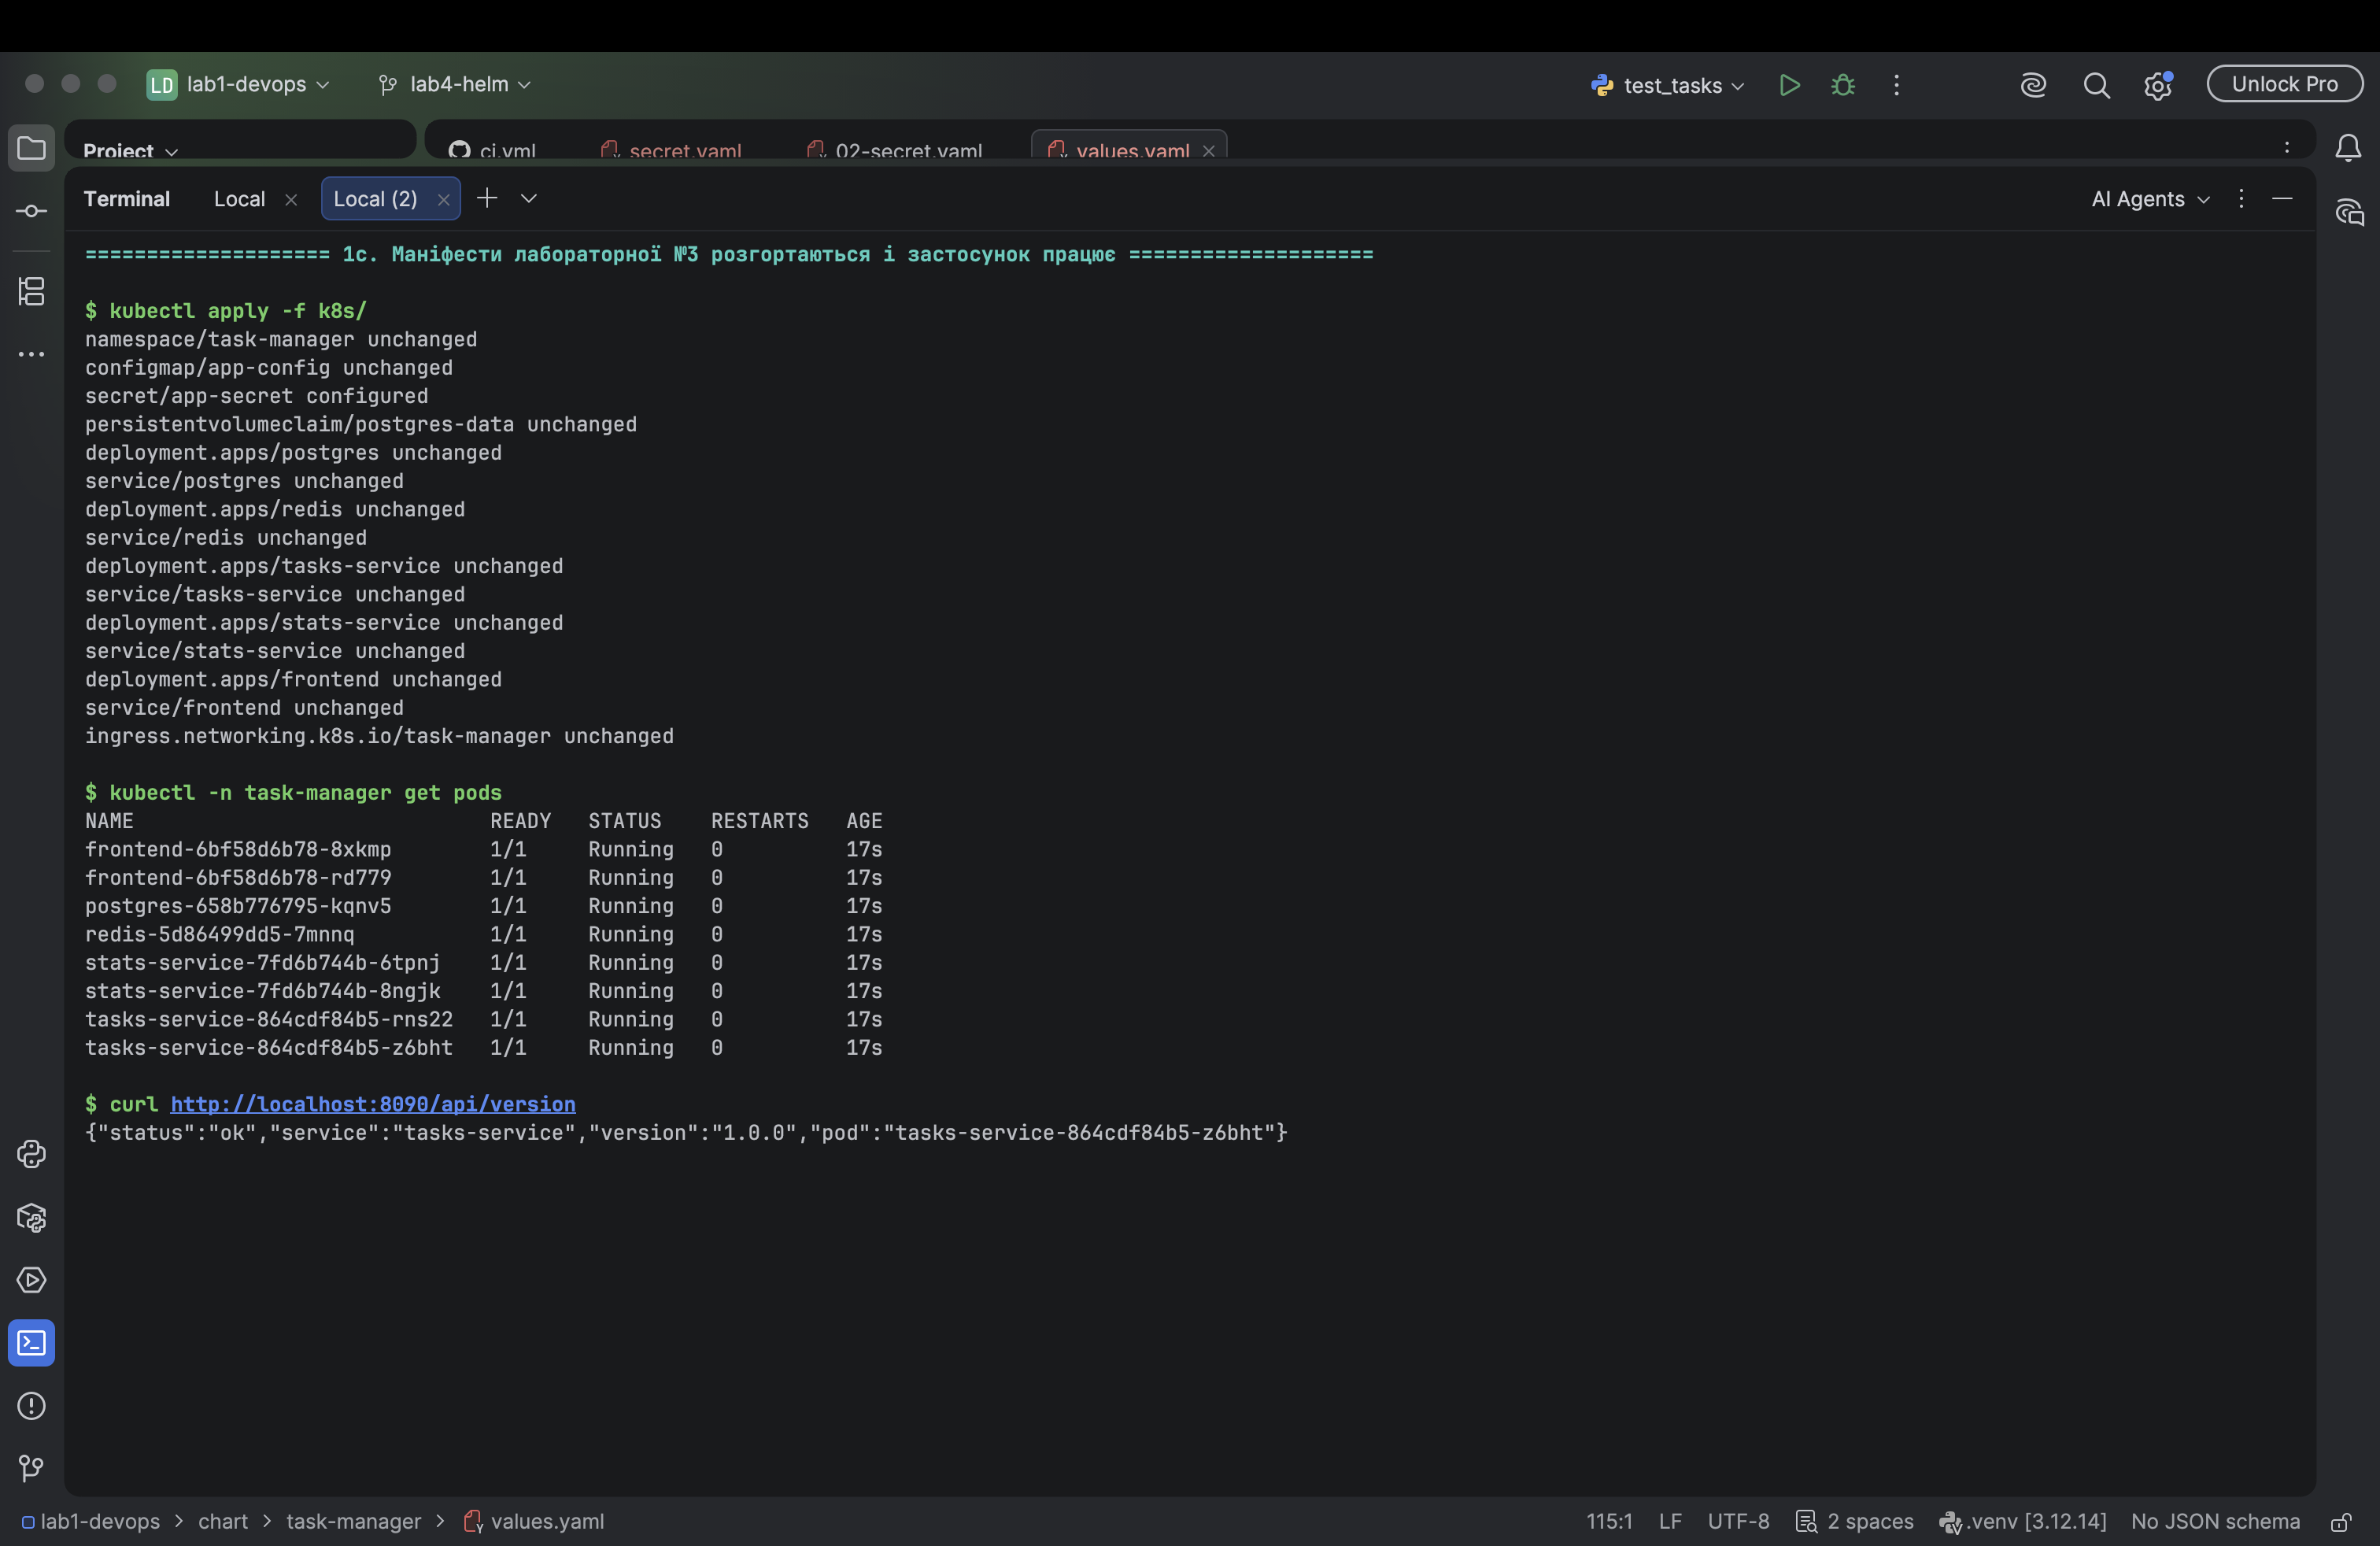 LD lab1-devops lab4-helm test_tasks Unlock Pro
Project ci.yml secret.yaml 02-secret.yaml values.yaml
Terminal Local Local (2) AI Agents
==================== 1c. Маніфести лабораторної №3 розгортаються і застосунок працює ====================
$ kubectl apply -f k8s/
namespace/task-manager unchanged
configmap/app-config unchanged
secret/app-secret configured
persistentvolumeclaim/postgres-data unchanged
deployment.apps/postgres unchanged
service/postgres unchanged
deployment.apps/redis unchanged
service/redis unchanged
deployment.apps/tasks-service unchanged
service/tasks-service unchanged
deployment.apps/stats-service unchanged
service/stats-service unchanged
deployment.apps/frontend unchanged
service/frontend unchanged
ingress.networking.k8s.io/task-manager unchanged
$ kubectl -n task-manager get pods
NAME READY STATUS RESTARTS AGE
frontend-6bf58d6b78-8xkmp 1/1 Running 0 17s
frontend-6bf58d6b78-rd779 1/1 Running 0 17s
postgres-658b776795-kqnv5 1/1 Running 0 17s
redis-5d86499dd5-7mnnq 1/1 Running 0 17s
stats-service-7fd6b744b-6tpnj 1/1 Running 0 17s
stats-service-7fd6b744b-8ngjk 1/1 Running 0 17s
tasks-service-864cdf84b5-rns22 1/1 Running 0 17s
tasks-service-864cdf84b5-z6bht 1/1 Running 0 17s
$ curl http://localhost:8090/api/version
{"status":"ok","service":"tasks-service","version":"1.0.0","pod":"tasks-service-864cdf84b5-z6bht"}
lab1-devops > chart > task-manager > values.yaml 115:1 LF UTF-8 2 spaces .venv [3.12.14] No JSON schema